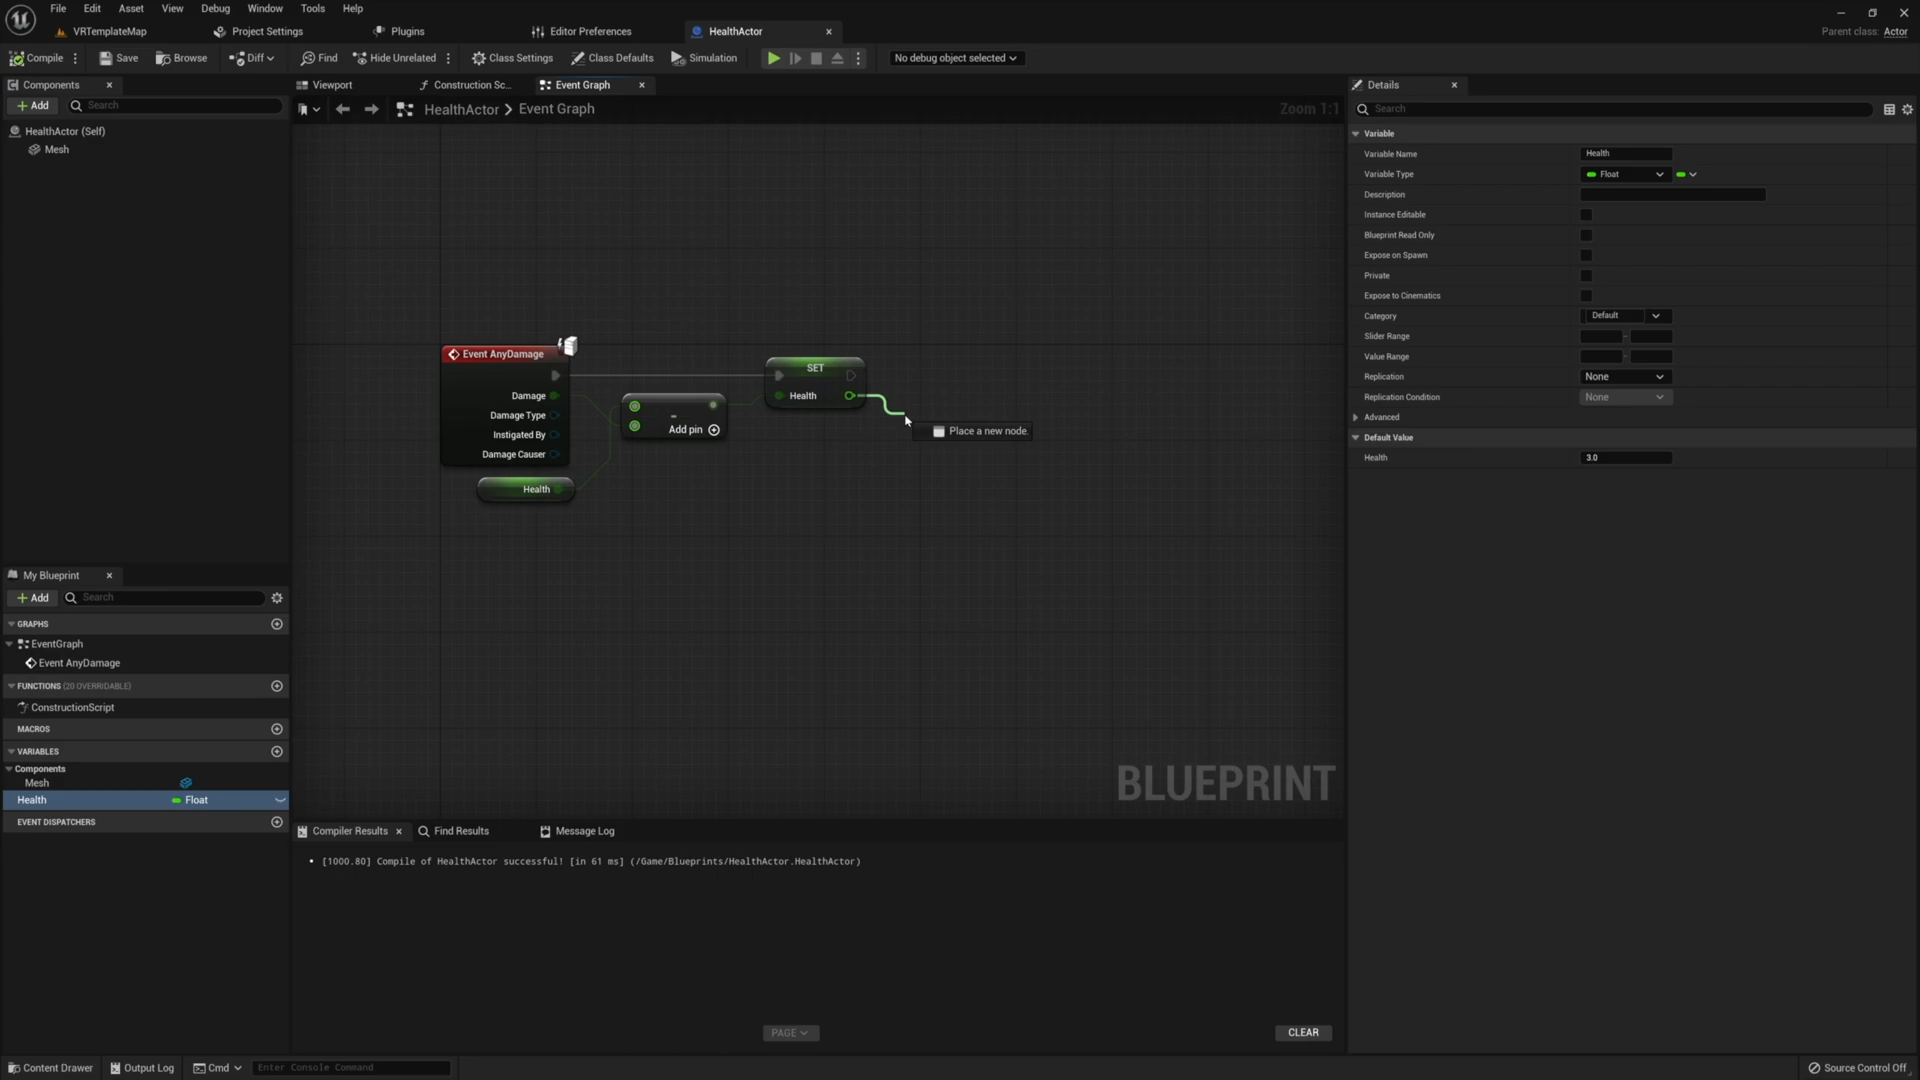 File Edit Asset View Debug Window Tools Help
VRTemplateMap Project Settings Plugins Editor Preferences HealthActor
Parent class: Actor
Compile Save Browse Diff Find Hide Unrelated Class Settings Class Defaults Simulation No debug object selected
Components
Add Search
HealthActor (Self)
Mesh
Viewport Construction Sc... Event Graph
HealthActor > Event Graph Zoom 1:1
Event AnyDamage
Damage
Damage Type
Instigated By
Damage Causer
Health
-
Add pin
SET
Health
Place a new node.
BLUEPRINT
My Blueprint
Add Search
GRAPHS
EventGraph
Event AnyDamage
FUNCTIONS (20 OVERRIDABLE)
ConstructionScript
MACROS
VARIABLES
Components
Mesh
Health Float
EVENT DISPATCHERS
Compiler Results Find Results Message Log
[1000.80] Compile of HealthActor successful! [in 61 ms] (/Game/Blueprints/HealthActor.HealthActor)
PAGE CLEAR
Details
Search
Variable
Variable Name Health
Variable Type Float
Description
Instance Editable
Blueprint Read Only
Expose on Spawn
Private
Expose to Cinematics
Category Default
Slider Range
Value Range
Replication None
Replication Condition None
Advanced
Default Value
Health 3.0
Content Drawer Output Log Cmd Enter Console Command Source Control Off